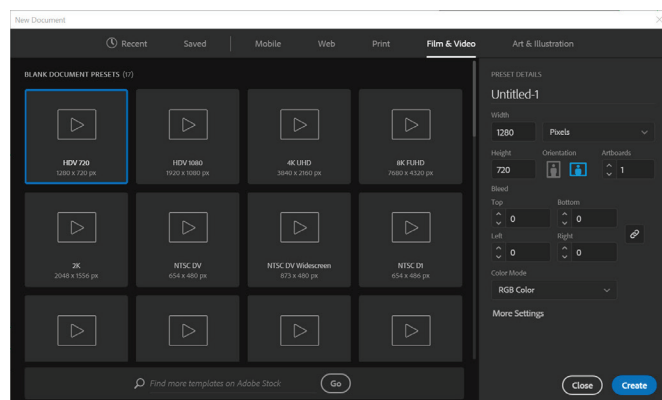 New Document
Recent Saved Mobile Web Print Film & Video Art & Illustration
BLANK DOCUMENT PRESETS (17)
HDV 720
1280 x 720 px
HDV 1080
1920 x 1080 px
4K UHD
3840 x 2160 px
8K FUHD
7680 x 4320 px
2K
2048 x 1556 px
NTSC DV
654 x 480 px
NTSC DV Widescreen
873 x 480 px
NTSC D1
654 x 486 px
Find more templates on Adobe Stock Go
PRESET DETAILS
Untitled-1
Width
1280 Pixels
Height Orientation Artboards
720 1
Bleed
Top Bottom
0 0
Left Right
0 0
Color Mode
RGB Color
More Settings
Close Create